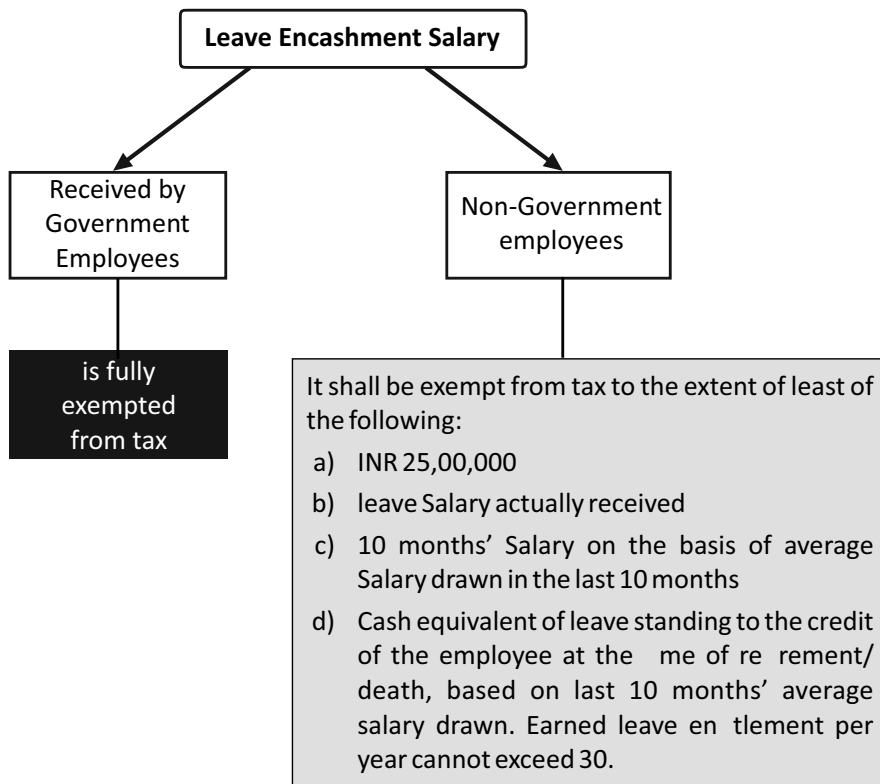 Leave Encashment Salary
Received by
Government
Employees
Non-Government
employees
is fully
exempted
from tax
It shall be exempt from tax to the extent of least of
the following:
a) INR 25,00,000
b) leave Salary actually received
c) 10 months’ Salary on the basis of average
Salary drawn in the last 10 months
d) Cash equivalent of leave standing to the credit
of the employee at the me of re rement/
death, based on last 10 months’ average
salary drawn. Earned leave en tlement per
year cannot exceed 30.